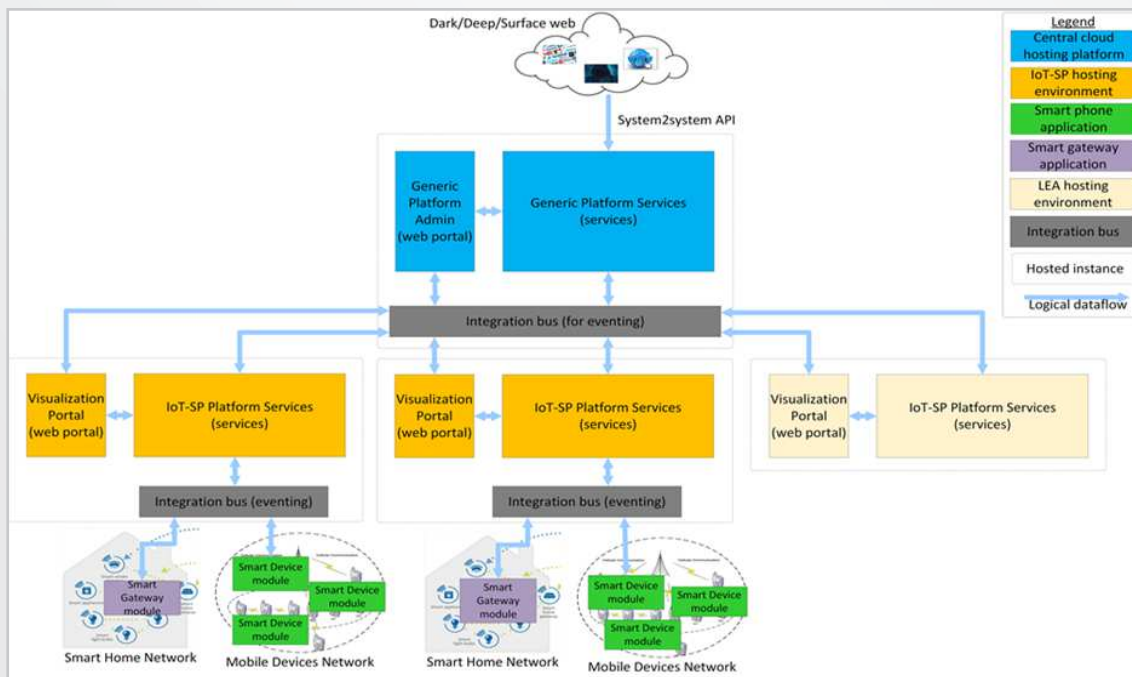 Dark/Deep/Surface web
System2system API
Legend
Central cloud
hosting platform
IoT-SP hosting
environment
Smart phone
application
Smart gateway
application
LEA hosting
environment
Integration bus
Hosted instance
Logical dataflow
Generic
Platform
Admin
(web portal)
Generic Platform Services
(services)
Integration bus (for eventing)
Visualization
Portal
(web portal)
IoT-SP Platform Services
(services)
Visualization
Portal
(web portal)
IoT-SP Platform Services
(services)
Visualization
Portal
(web portal)
IoT-SP Platform Services
(services)
Integration bus (eventing)
Integration bus (eventing)
Smart
Gateway
module
Smart Device
module
Smart Device
module
Smart Device
module
Smart
Gateway
module
Smart Device
module
Smart Device
module
Smart Device
module
Smart Home Network
Mobile Devices Network
Smart Home Network
Mobile Devices Network